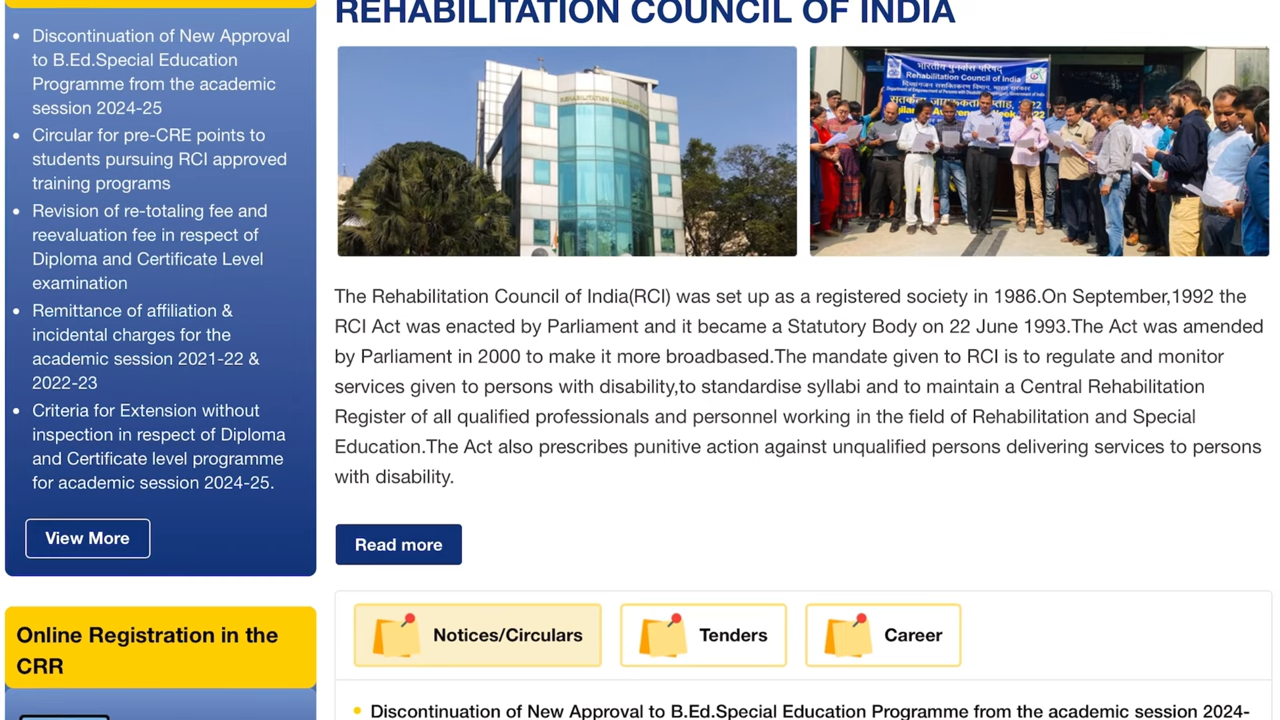 REHABILITATION COUNCIL OF INDIA
Discontinuation of New Approval
to B.Ed.Special Education
Programme from the academic
session 2024-25
Circular for pre-CRE points to
students pursuing RCI approved
training programs
Revision of re-totaling fee and
reevaluation fee in respect of
Diploma and Certificate Level
examination
Remittance of affiliation &
incidental charges for the
academic session 2021-22 &
2022-23
Criteria for Extension without
inspection in respect of Diploma
and Certificate level programme
for academic session 2024-25.
View More
Online Registration in the
CRR
भारतीय पुनर्वास परिषद्
Rehabilitation Council of India
The Rehabilitation Council of India(RCI) was set up as a registered society in 1986.On September,1992 the
RCI Act was enacted by Parliament and it became a Statutory Body on 22 June 1993.The Act was amended
by Parliament in 2000 to make it more broadbased.The mandate given to RCI is to regulate and monitor
services given to persons with disability,to standardise syllabi and to maintain a Central Rehabilitation
Register of all qualified professionals and personnel working in the field of Rehabilitation and Special
Education.The Act also prescribes punitive action against unqualified persons delivering services to persons
with disability.
Read more
Notices/Circulars
Tenders
Career
Discontinuation of New Approval to B.Ed.Special Education Programme from the academic session 2024-